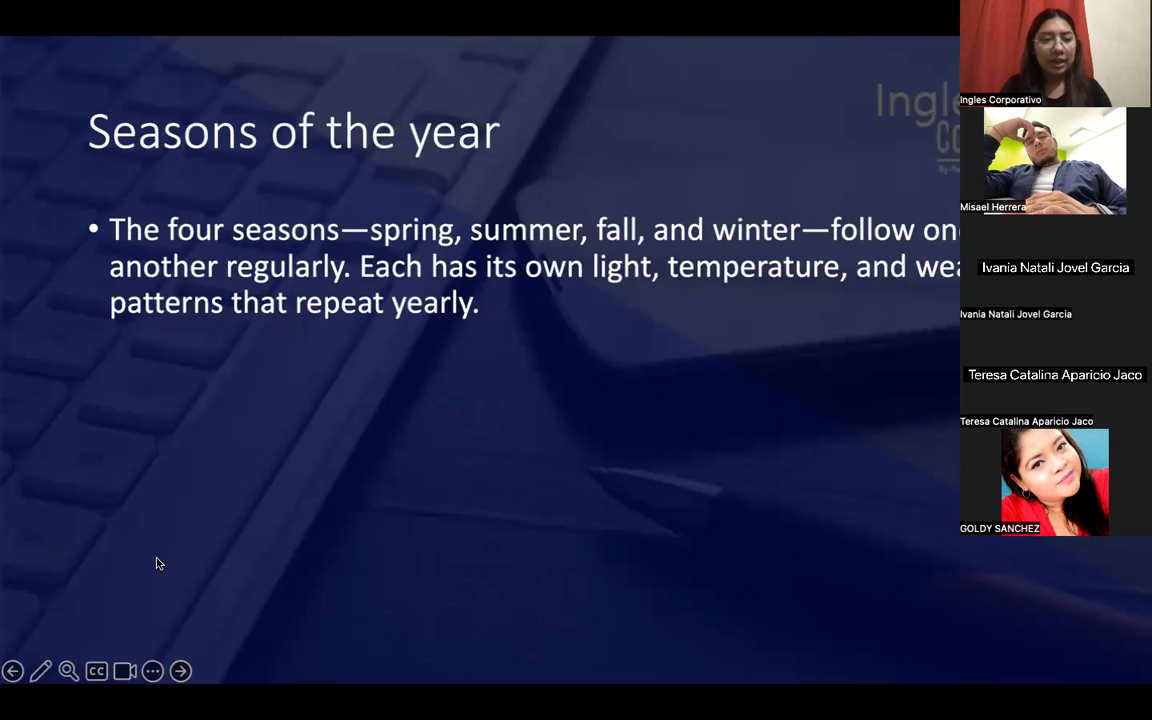 Seasons of the year
• The four seasons—spring, summer, fall, and winter—follow
another regularly. Each has its own light, temperature, and
patterns that repeat yearly.
Ingles Corporativo
Misael Herrera
Ivania Natali Jovel Garcia
Ivania Natali Jovel Garcia
Teresa Catalina Aparicio Jaco
Teresa Catalina Aparicio Jaco
GOLDY SANCHEZ
CC